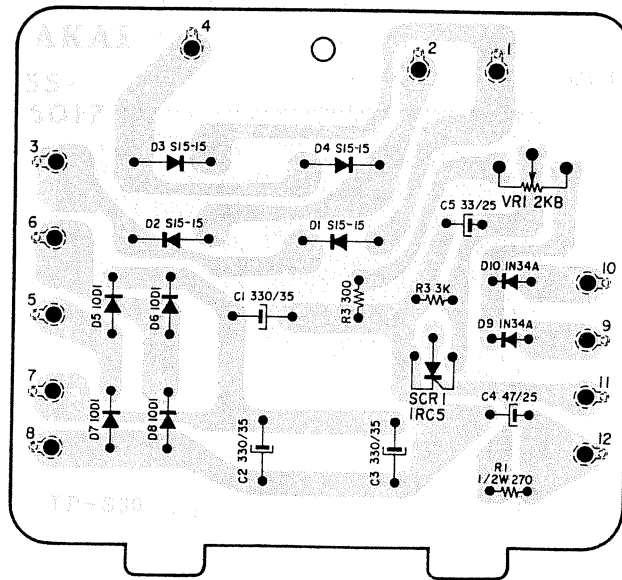 4
2
1
AKAI
SS-
5017
3
D3 S15-15
D4 S15-15
VR1 2KB
C5 33/25
6
D2 S15-15
D1 S15-15
D10 1N34A
10
5
D5 10D1
D6 10D1
C1 330/35
R3 300
R3 3K
D9 1N34A
9
7
SCR1
IRC5
11
C4 47/25
8
D7 10D1
D8 10D1
C2 330/35
C3 330/35
12
R1
1/2W 270